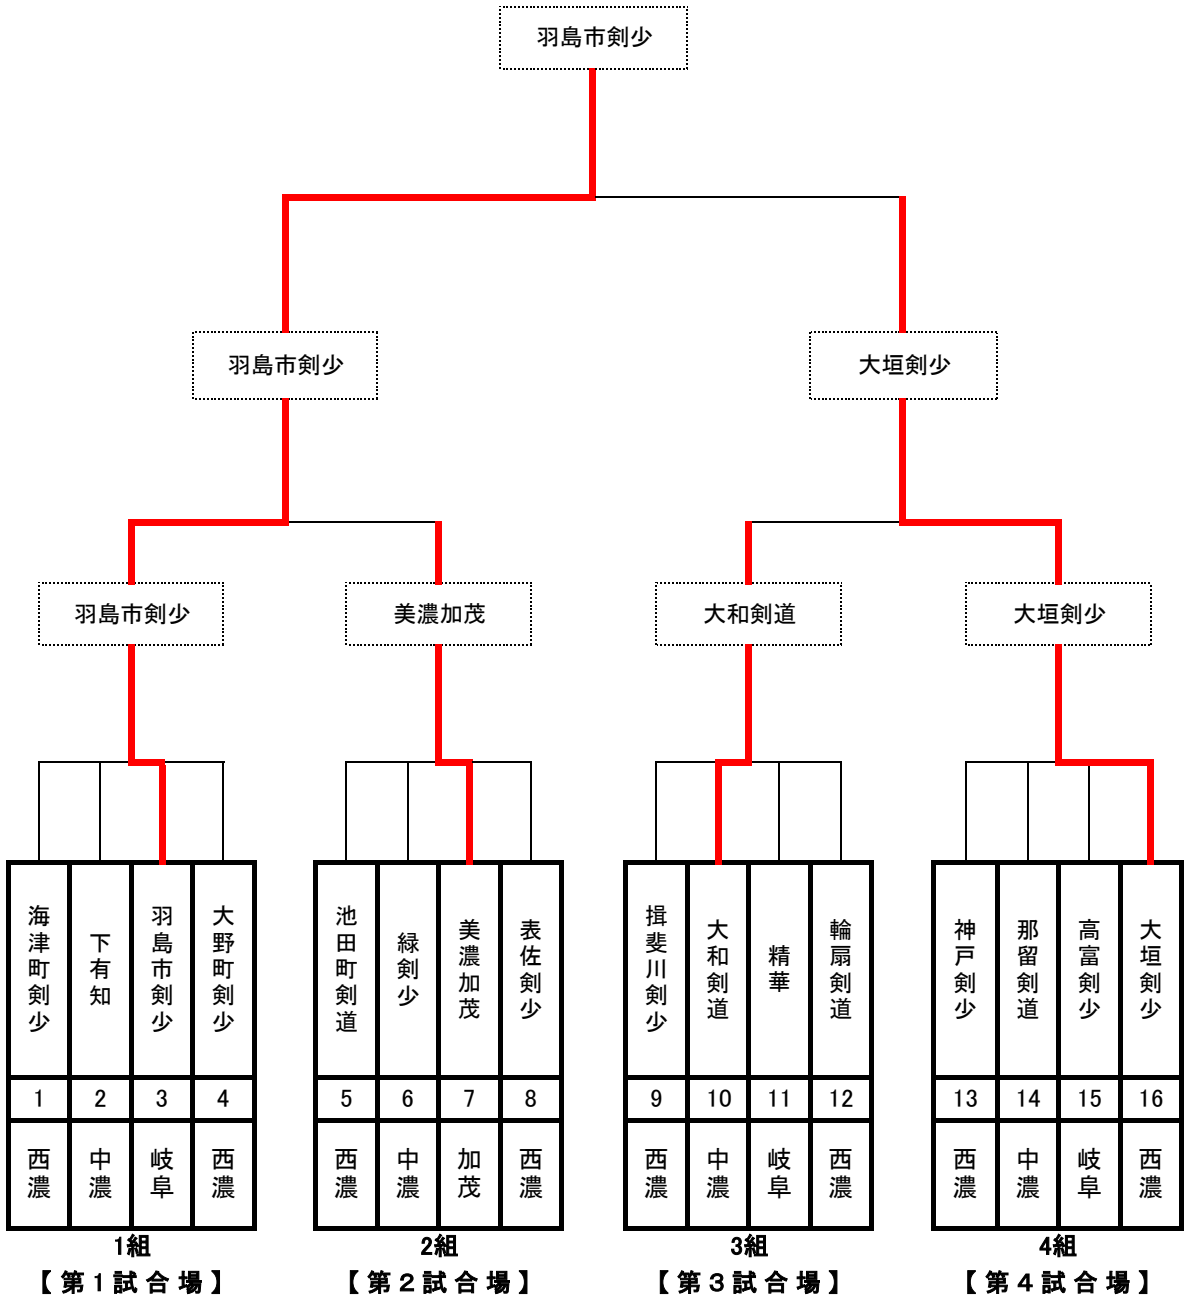 羽島市剣少
羽島市剣少
大垣剣少
羽島市剣少
美濃加茂
大和剣道
大垣剣少
海津町剣少
下有知
羽島市剣少
大野町剣少
池田町剣道
緑剣少
美濃加茂
表佐剣少
揖斐川剣少
大和剣道
精華
輪扇剣道
神戸剣少
那留剣道
高富剣少
大垣剣少
1 2 3 4 5 6 7 8 9 10 11 12 13 14 15 16
西濃 中濃 岐阜 西濃 西濃 中濃 加茂 西濃 西濃 中濃 岐阜 西濃 西濃 中濃 岐阜 西濃
1組 2組 3組 4組
【第1試合場】 【第2試合場】 【第3試合場】 【第4試合場】